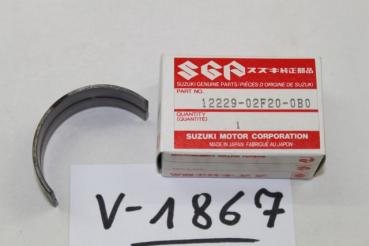 SGP スズキ純正部品
SUZUKI GENUINE PARTS/PIÈCES D'ORIGINE DE SUZUKI
PART NO.
12229-02F20-0B0
QUANTITY
(QUANTITÉ)
1
SUZUKI MOTOR CORPORATION
MADE IN JAPAN FABRIQUÉ AU JAPON
V-1867